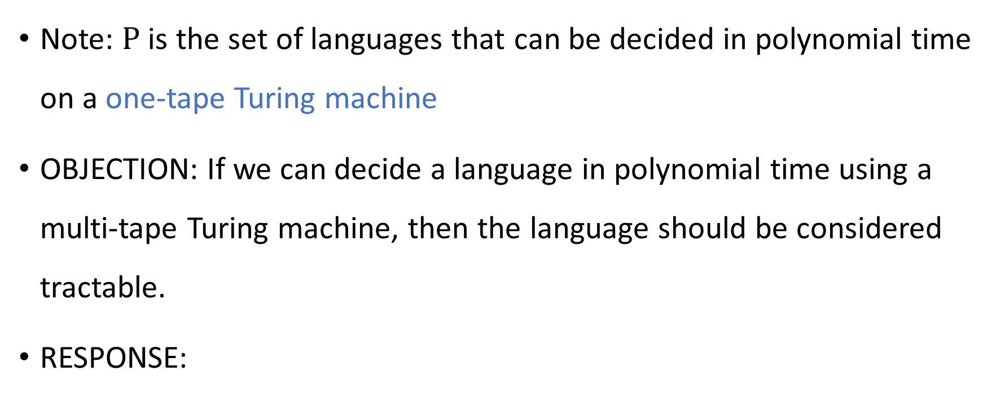 • Note: P is the set of languages that can be decided in polynomial time
on a one-tape Turing machine
• OBJECTION: If we can decide a language in polynomial time using a
multi-tape Turing machine, then the language should be considered
tractable.
• RESPONSE: